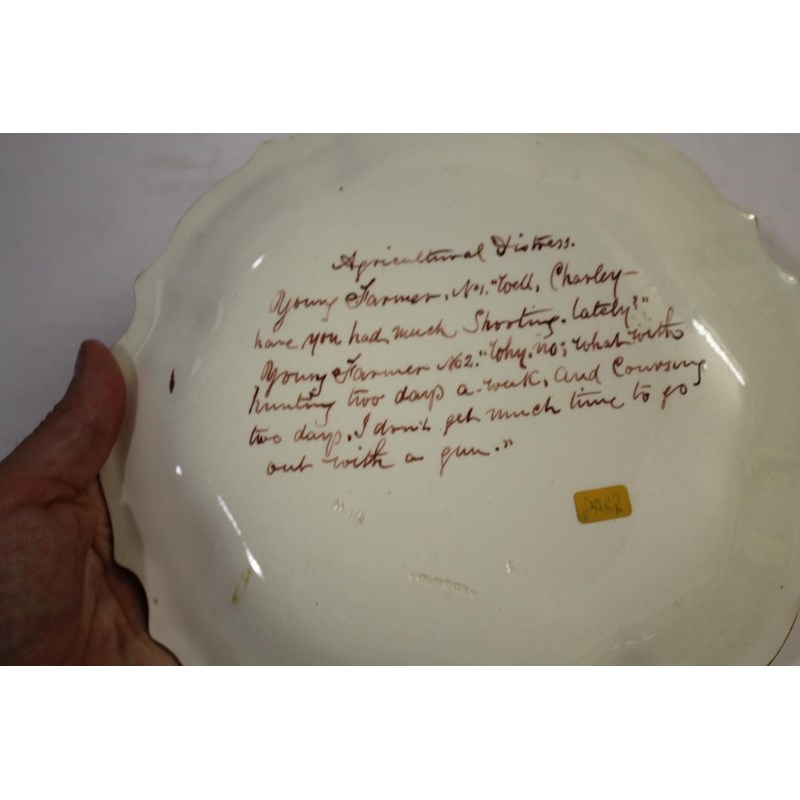 Agricultural Distress.
Young Farmer, No1. "Well, Charley—
have you had much Shooting lately?"
Young Farmer No2. "Why, no; what with
hunting two days a-week, and Coursing
two days, I don't get much time to go
out with a gun."